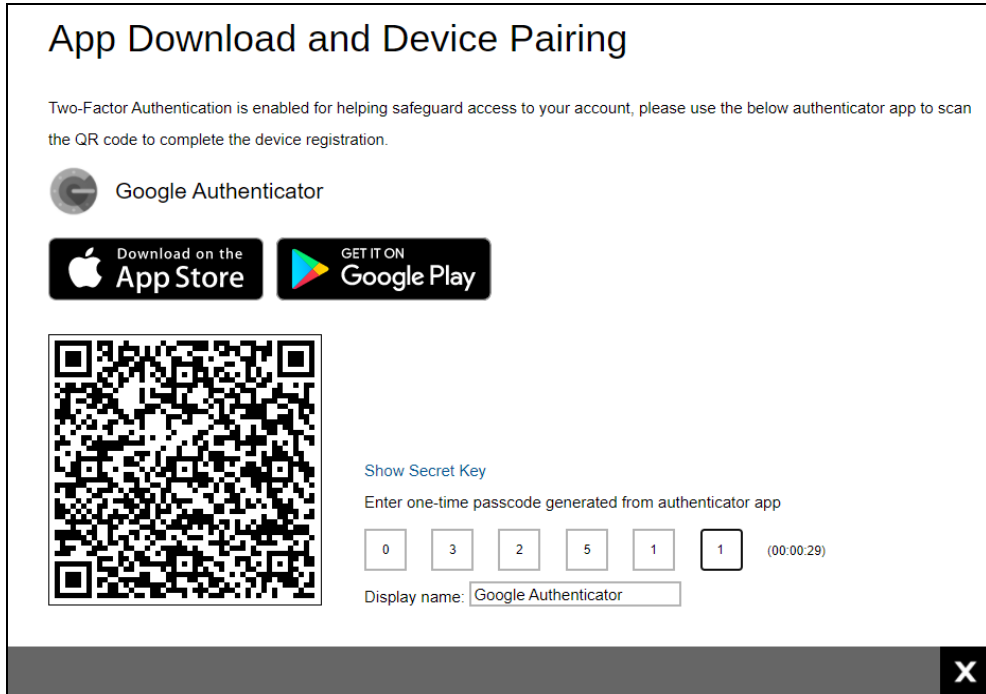 App Download and Device Pairing
Two-Factor Authentication is enabled for helping safeguard access to your account, please use the below authenticator app to scan
the QR code to complete the device registration.
Google Authenticator
Download on the
App Store
GET IT ON
Google Play
Show Secret Key
Enter one-time passcode generated from authenticator app
0 3 2 5 1 1 (00:00:29)
Display name: Google Authenticator
X